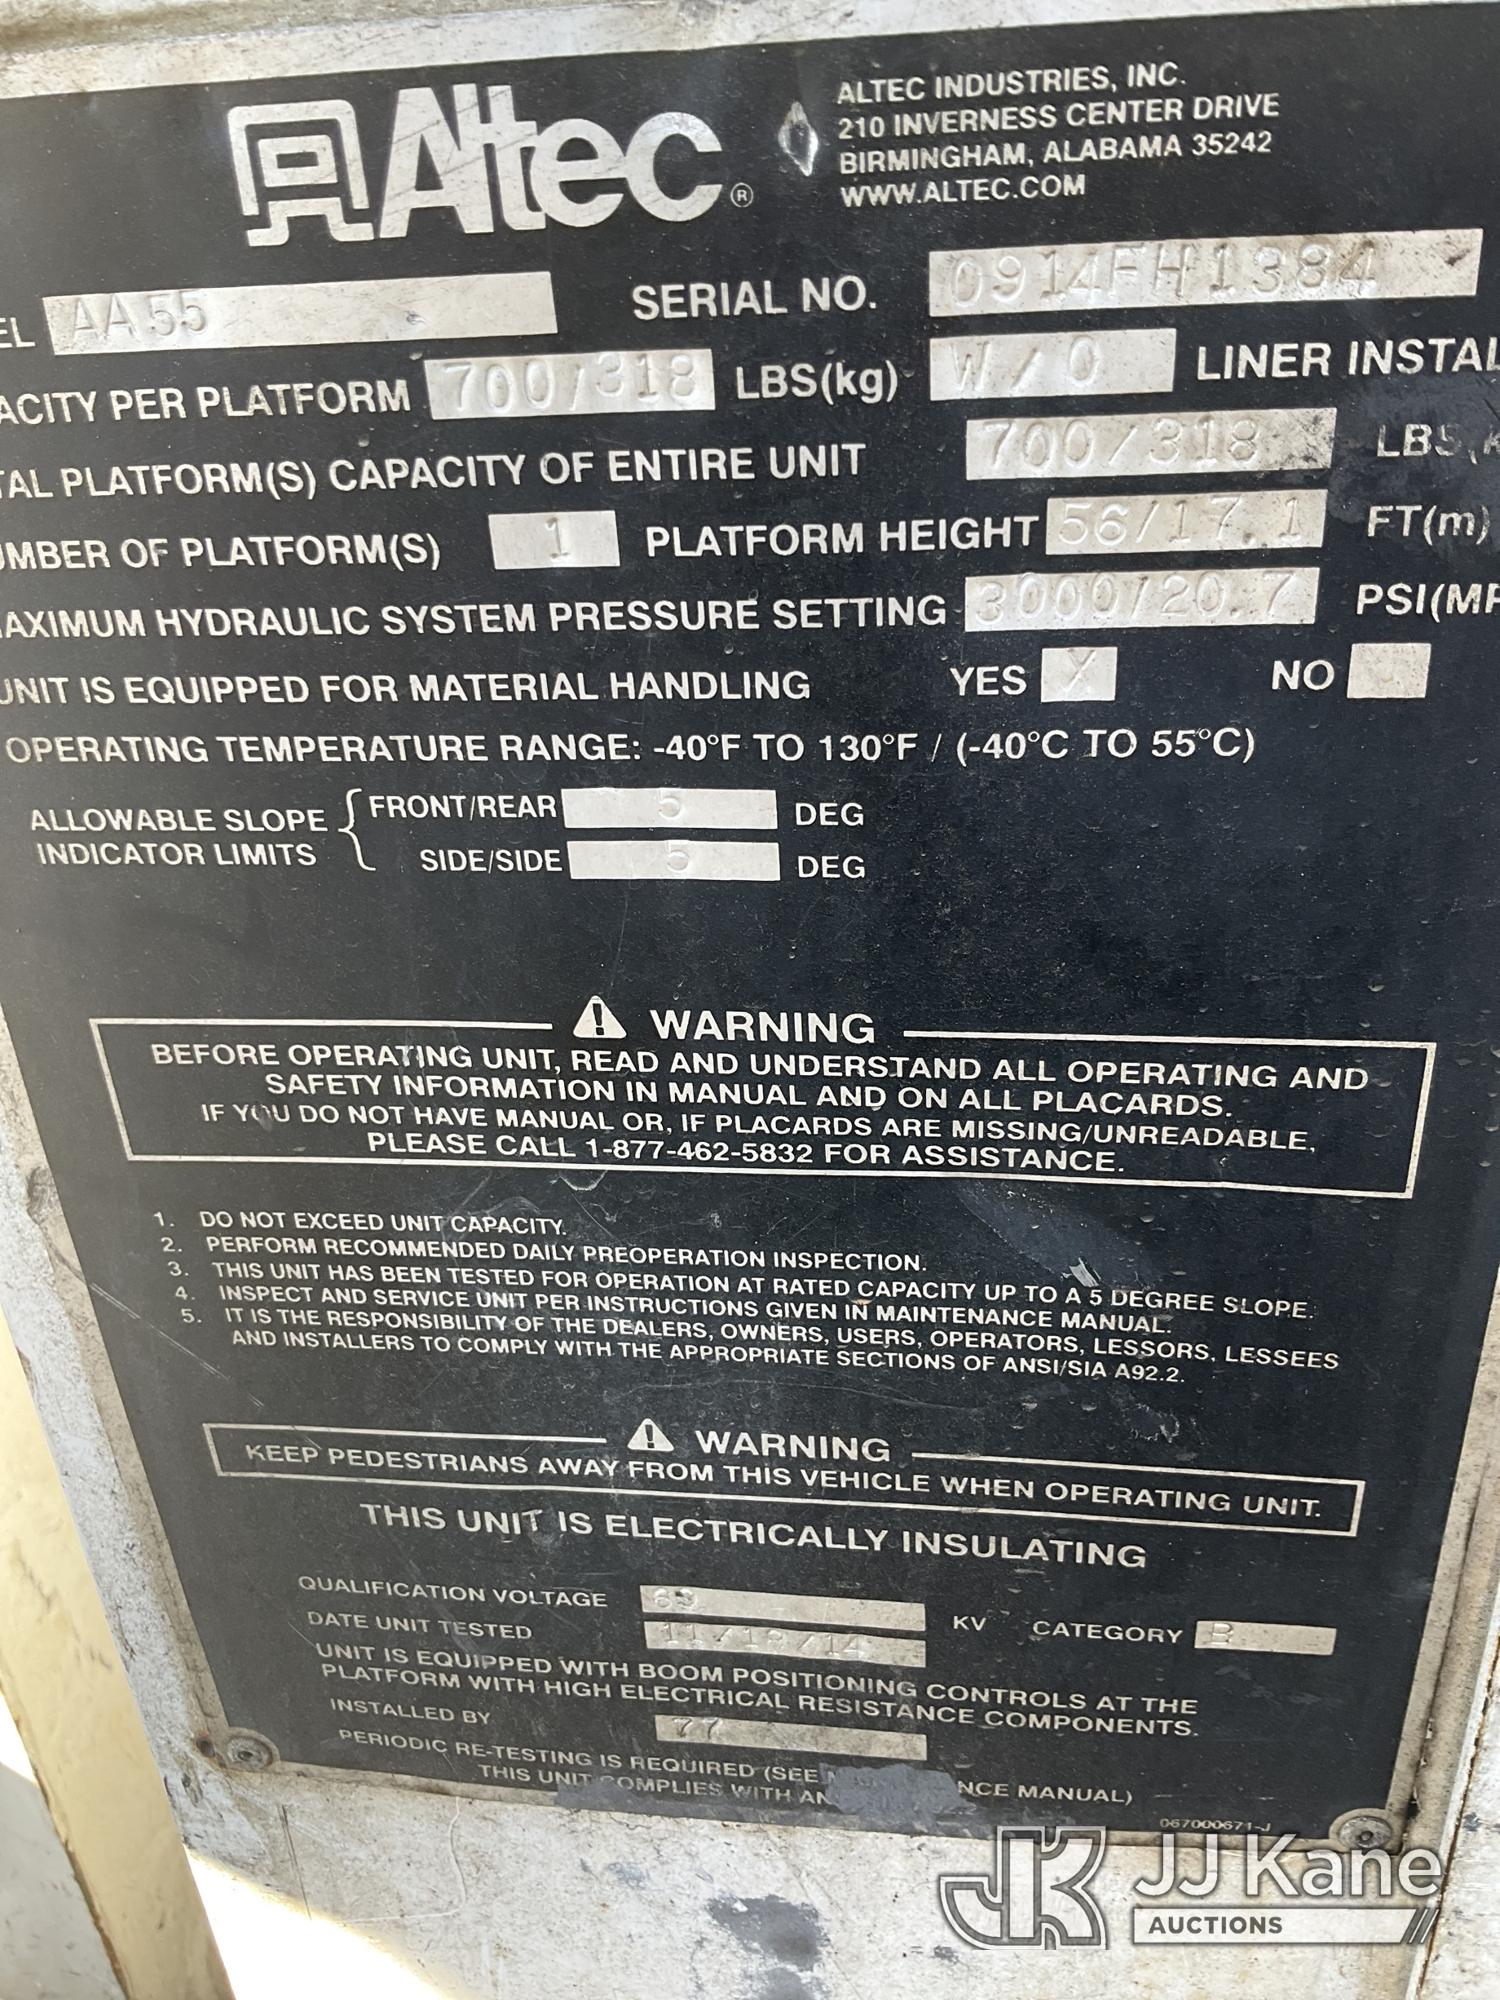 Altec ®
ALTEC INDUSTRIES, INC.
210 INVERNESS CENTER DRIVE
BIRMINGHAM, ALABAMA 35242
WWW.ALTEC.COM
EL AA55 SERIAL NO. 0914FH1384
ACITY PER PLATFORM 700/318 LBS(kg) W/O LINER INSTAL
TAL PLATFORM(S) CAPACITY OF ENTIRE UNIT 700/318 LBS(K
UMBER OF PLATFORM(S) 1 PLATFORM HEIGHT 56/17.1 FT(m)
MAXIMUM HYDRAULIC SYSTEM PRESSURE SETTING 3000/20.7 PSI(MP
UNIT IS EQUIPPED FOR MATERIAL HANDLING YES X NO
OPERATING TEMPERATURE RANGE: -40°F TO 130°F / (-40°C TO 55°C)
ALLOWABLE SLOPE INDICATOR LIMITS { FRONT/REAR 5 DEG
SIDE/SIDE 5 DEG
⚠ WARNING
BEFORE OPERATING UNIT, READ AND UNDERSTAND ALL OPERATING AND
SAFETY INFORMATION IN MANUAL AND ON ALL PLACARDS.
IF YOU DO NOT HAVE MANUAL OR, IF PLACARDS ARE MISSING/UNREADABLE,
PLEASE CALL 1-877-462-5832 FOR ASSISTANCE.
1. DO NOT EXCEED UNIT CAPACITY.
2. PERFORM RECOMMENDED DAILY PREOPERATION INSPECTION.
3. THIS UNIT HAS BEEN TESTED FOR OPERATION AT RATED CAPACITY UP TO A 5 DEGREE SLOPE.
4. INSPECT AND SERVICE UNIT PER INSTRUCTIONS GIVEN IN MAINTENANCE MANUAL.
5. IT IS THE RESPONSIBILITY OF THE DEALERS, OWNERS, USERS, OPERATORS, LESSORS, LESSEES
AND INSTALLERS TO COMPLY WITH THE APPROPRIATE SECTIONS OF ANSI/SIA A92.2.
⚠ WARNING
KEEP PEDESTRIANS AWAY FROM THIS VEHICLE WHEN OPERATING UNIT.
THIS UNIT IS ELECTRICALLY INSULATING
QUALIFICATION VOLTAGE 69 KV CATEGORY B
DATE UNIT TESTED
UNIT IS EQUIPPED WITH BOOM POSITIONING CONTROLS AT THE
PLATFORM WITH HIGH ELECTRICAL RESISTANCE COMPONENTS.
INSTALLED BY 77
PERIODIC RE-TESTING IS REQUIRED (SEE NCE MANUAL)
THIS UNIT COMPLIES WITH AN
067000671-J
JK JJ Kane
AUCTIONS